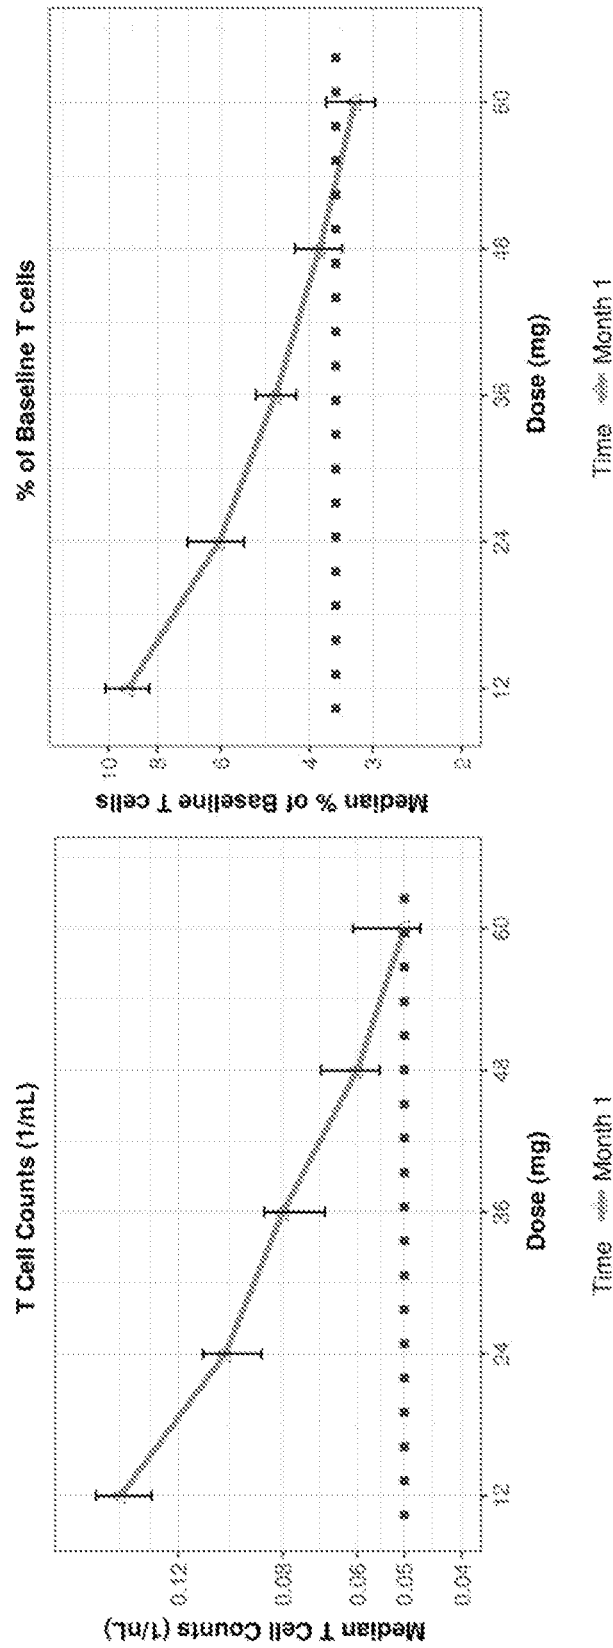 T Cell Counts (1/nL)
Median T Cell Counts (1/nL)
0.12
0.08
0.06
0.05
0.04
12
24
36
48
60
Dose (mg)
Time Month 1
% of Baseline T cells
Median % of Baseline T cells
10
8
6
4
3
2
12
24
36
48
60
Dose (mg)
Time Month 1